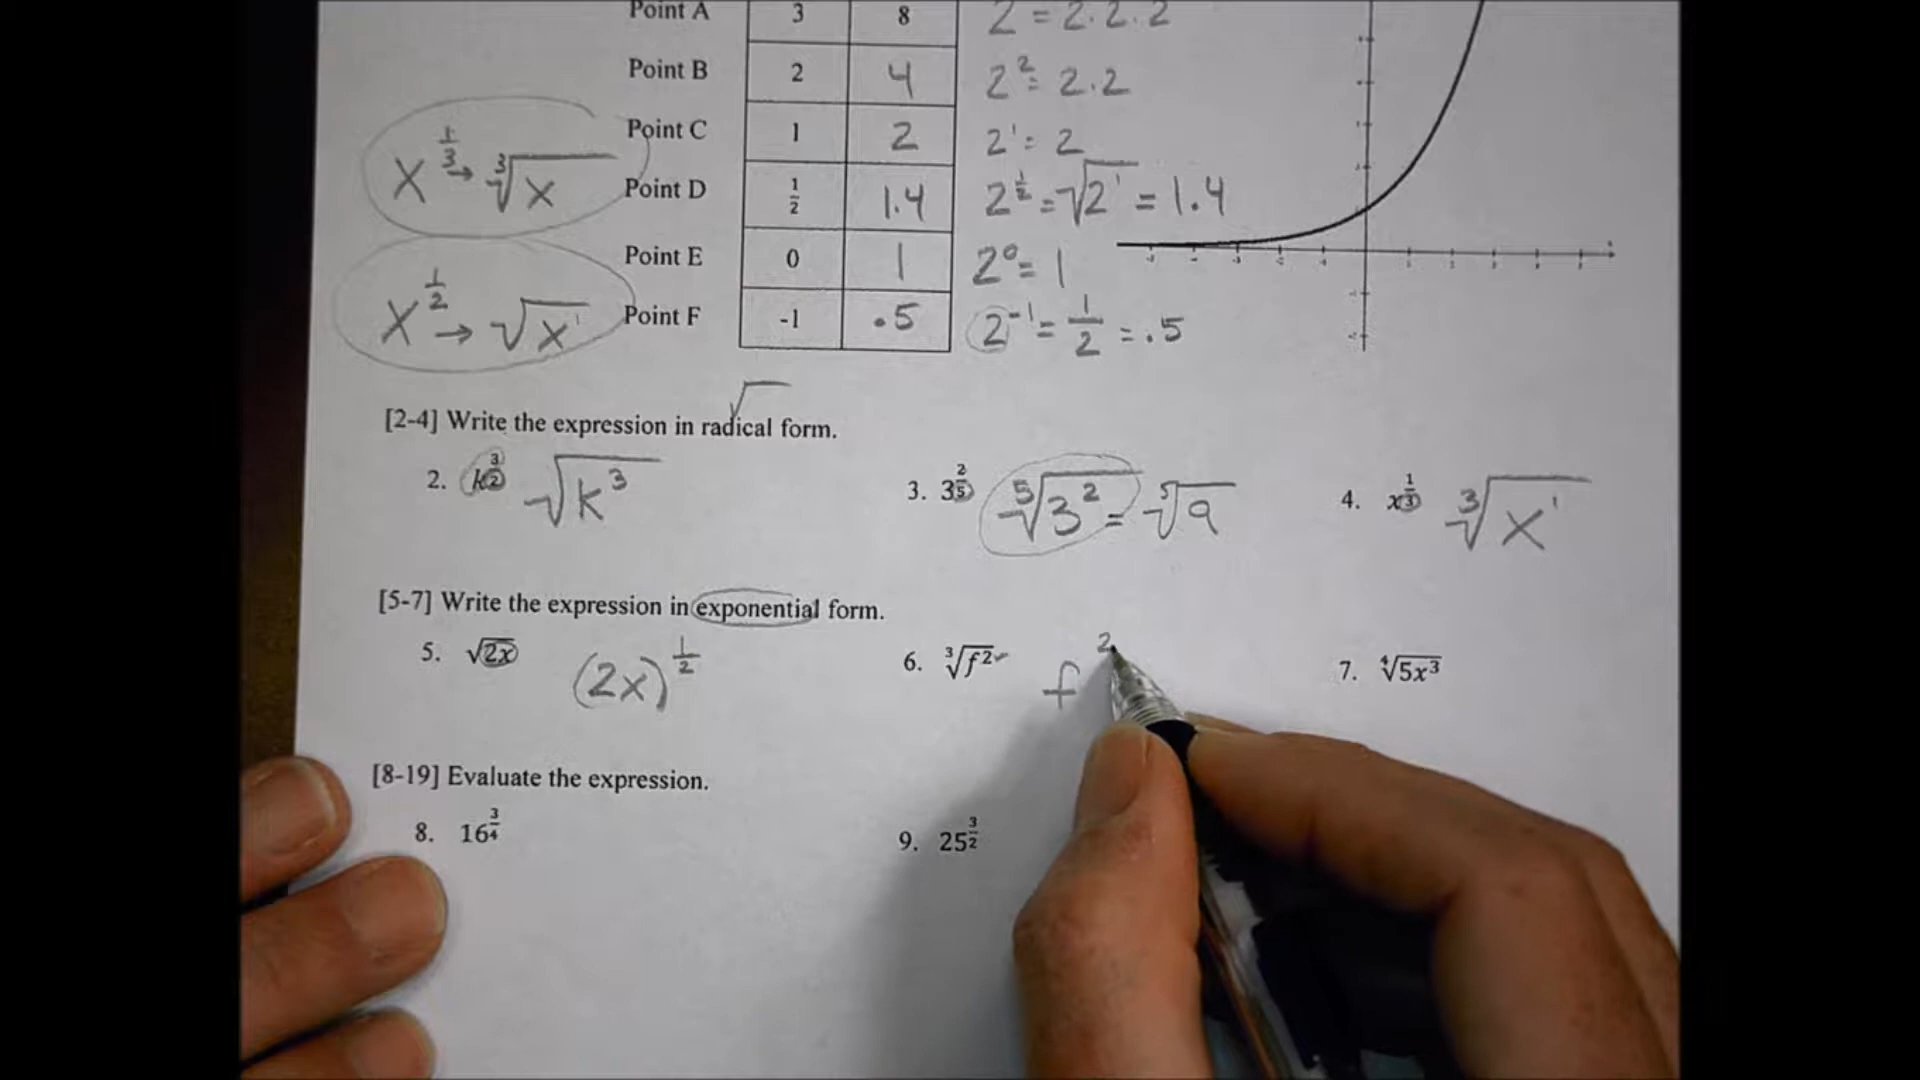 Point A 3 8 2 = 2·2·2
Point B 2 4 2² = 2·2
Point C 1 2 2¹ = 2
x^(1/3) → ∛x
Point D 1/2 1.4 2^(1/2) = √2¹ = 1.4
Point E 0 1 2⁰ = 1
x^(1/2) → √x¹
Point F -1 .5 2⁻¹ = 1/2 = .5
√
[2-4] Write the expression in radical form.
2. k^(3/2) √k³ 3. 3^(2/5) ⁵√3² = ⁵√9 4. x^(1/3) ∛x¹
[5-7] Write the expression in exponential form.
5. √2x (2x)^(1/2) 6. ∛f² f² 7. ⁴√5x³
[8-19] Evaluate the expression.
8. 16^(3/4) 9. 25^(3/2)